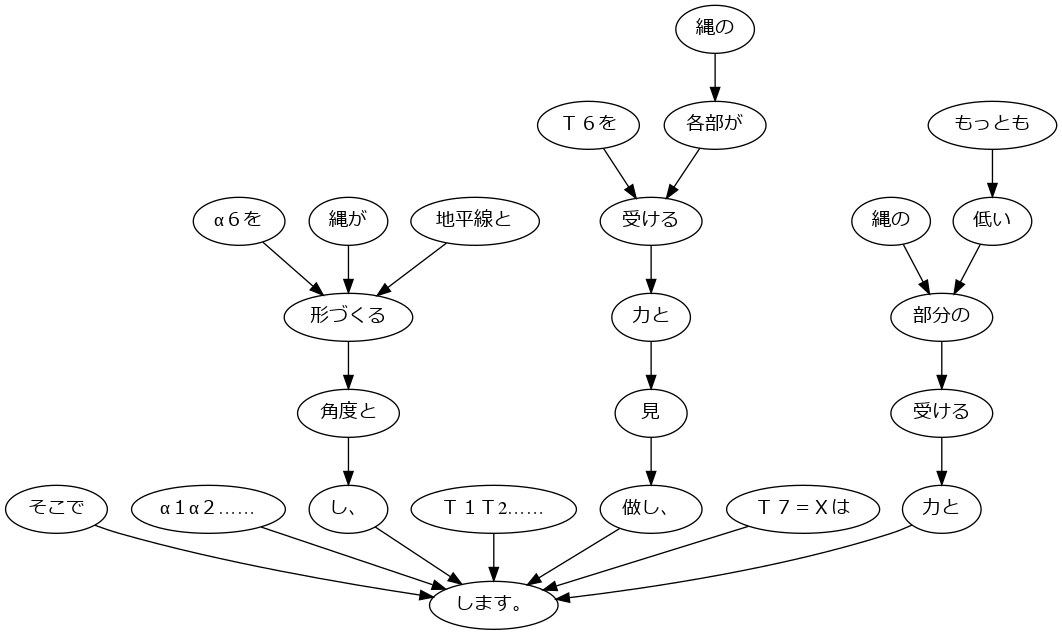 縄の
Ｔ６を
各部が
もっとも
α６を
縄が
地平線と
受ける
縄の
低い
形づくる
力と
部分の
角度と
見
受ける
そこで
α１α２……
し、
Ｔ１Ｔ2……
做し、
Ｔ７＝Ｘは
力と
します。